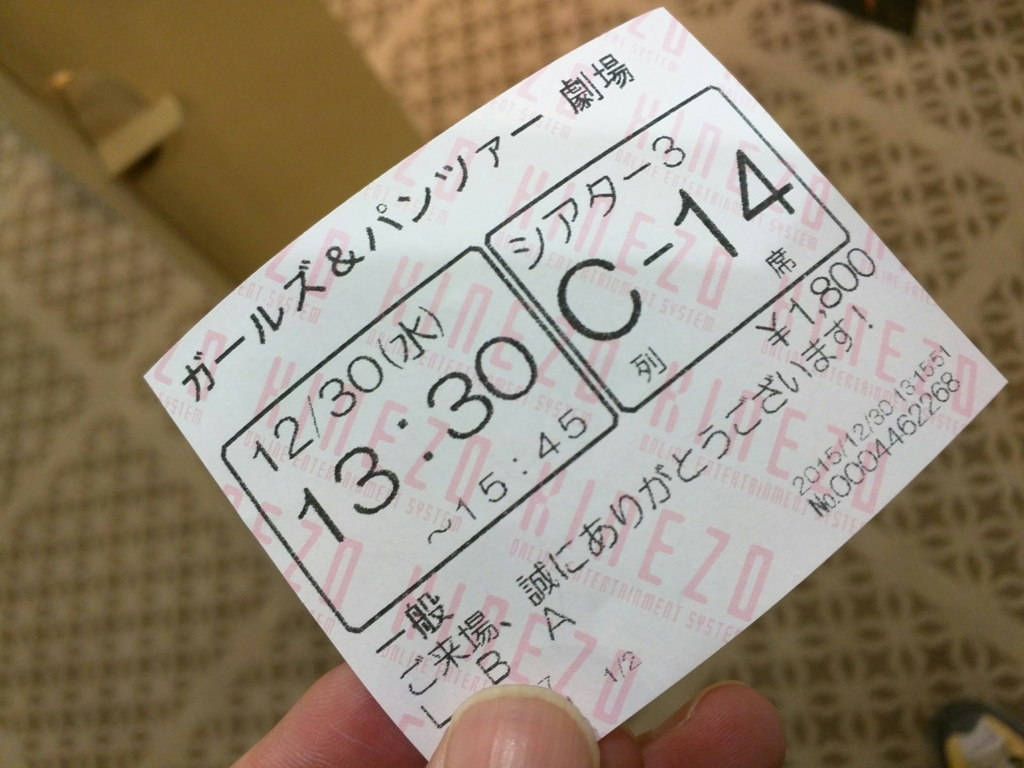 ガールズ&パンツァー 劇場
12/30(水)
13:30
~15:45
シアター3
C-14
列 席
一般 ¥1,800
ご来場、誠にありがとうございます!
B A
2015/12/30 13:15 51
№0004462268
1/2
KINEZO
ONLINE ENTERTAINMENT SYSTEM